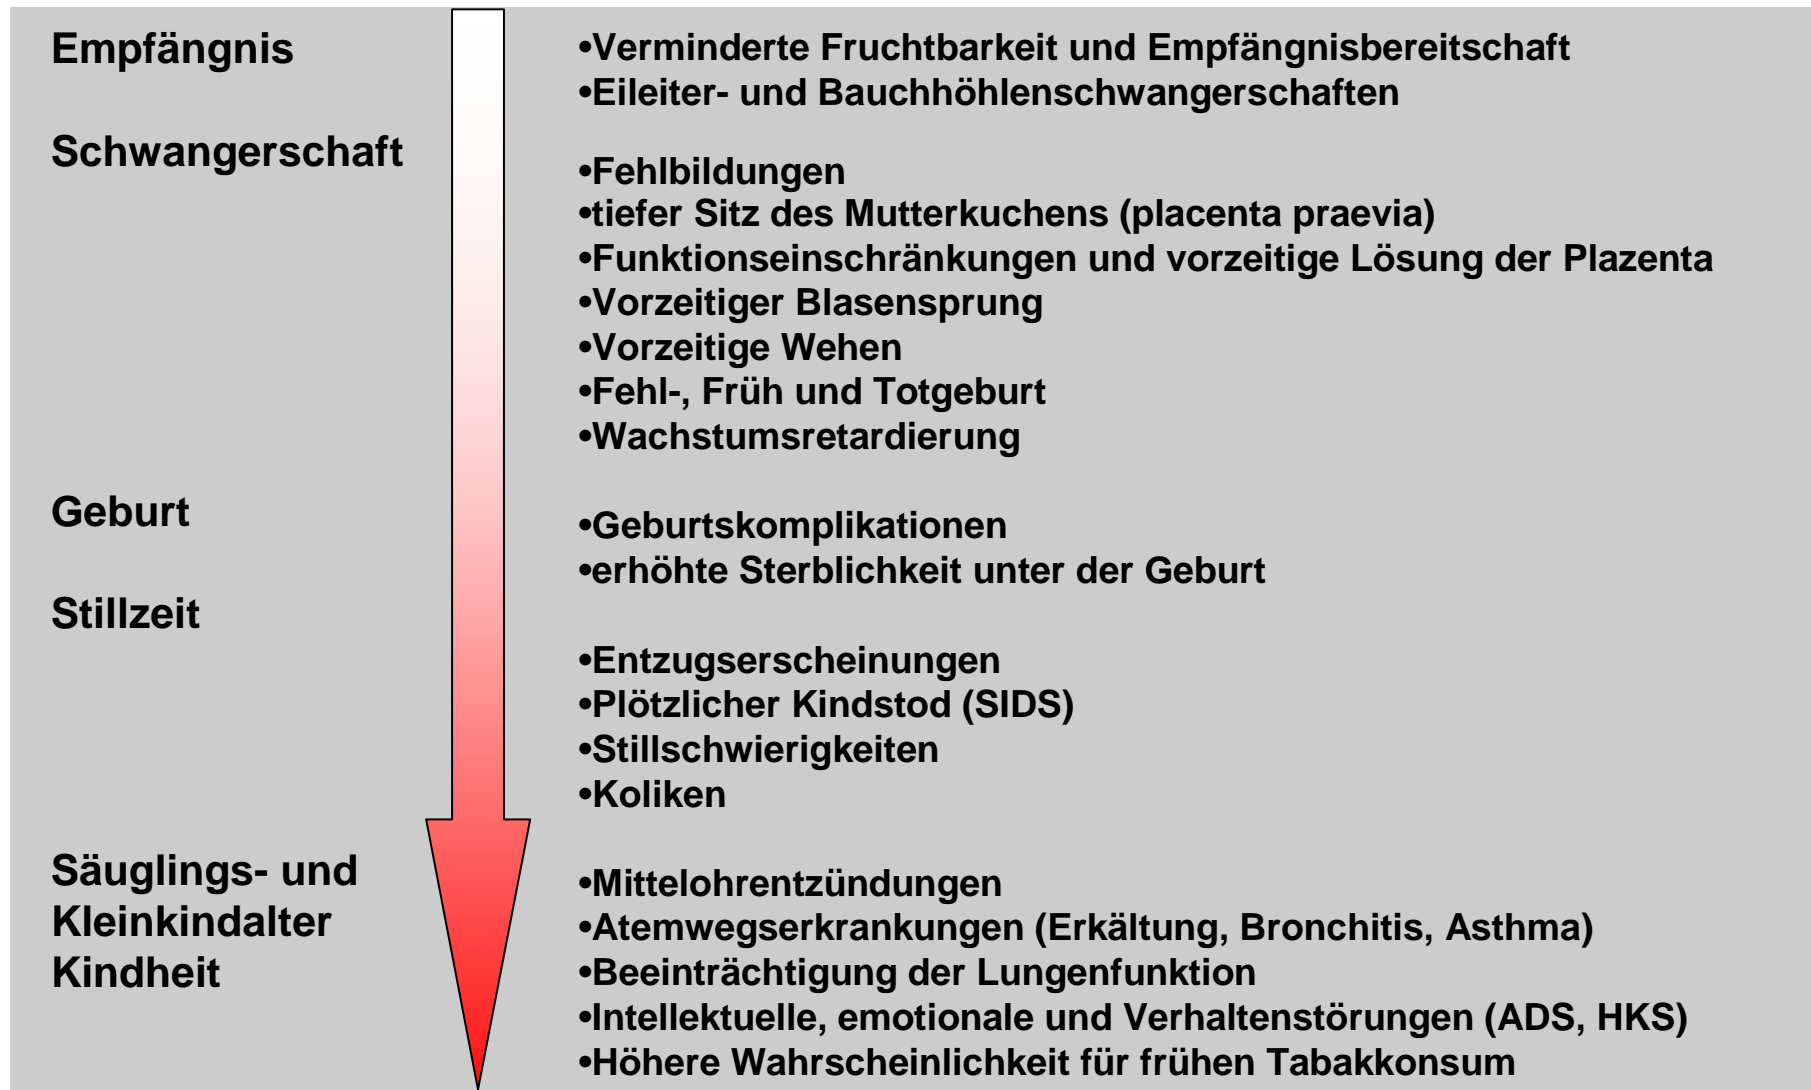 Empfängnis
•Verminderte Fruchtbarkeit und Empfängnisbereitschaft
•Eileiter- und Bauchhöhlenschwangerschaften
Schwangerschaft
•Fehlbildungen
•tiefer Sitz des Mutterkuchens (placenta praevia)
•Funktionseinschränkungen und vorzeitige Lösung der Plazenta
•Vorzeitiger Blasensprung
•Vorzeitige Wehen
•Fehl-, Früh und Totgeburt
•Wachstumsretardierung
Geburt
•Geburtskomplikationen
•erhöhte Sterblichkeit unter der Geburt
Stillzeit
•Entzugserscheinungen
•Plötzlicher Kindstod (SIDS)
•Stillschwierigkeiten
•Koliken
Säuglings- und
Kleinkindalter
Kindheit
•Mittelohrentzündungen
•Atemwegserkrankungen (Erkältung, Bronchitis, Asthma)
•Beeinträchtigung der Lungenfunktion
•Intellektuelle, emotionale und Verhaltenstörungen (ADS, HKS)
•Höhere Wahrscheinlichkeit für frühen Tabakkonsum